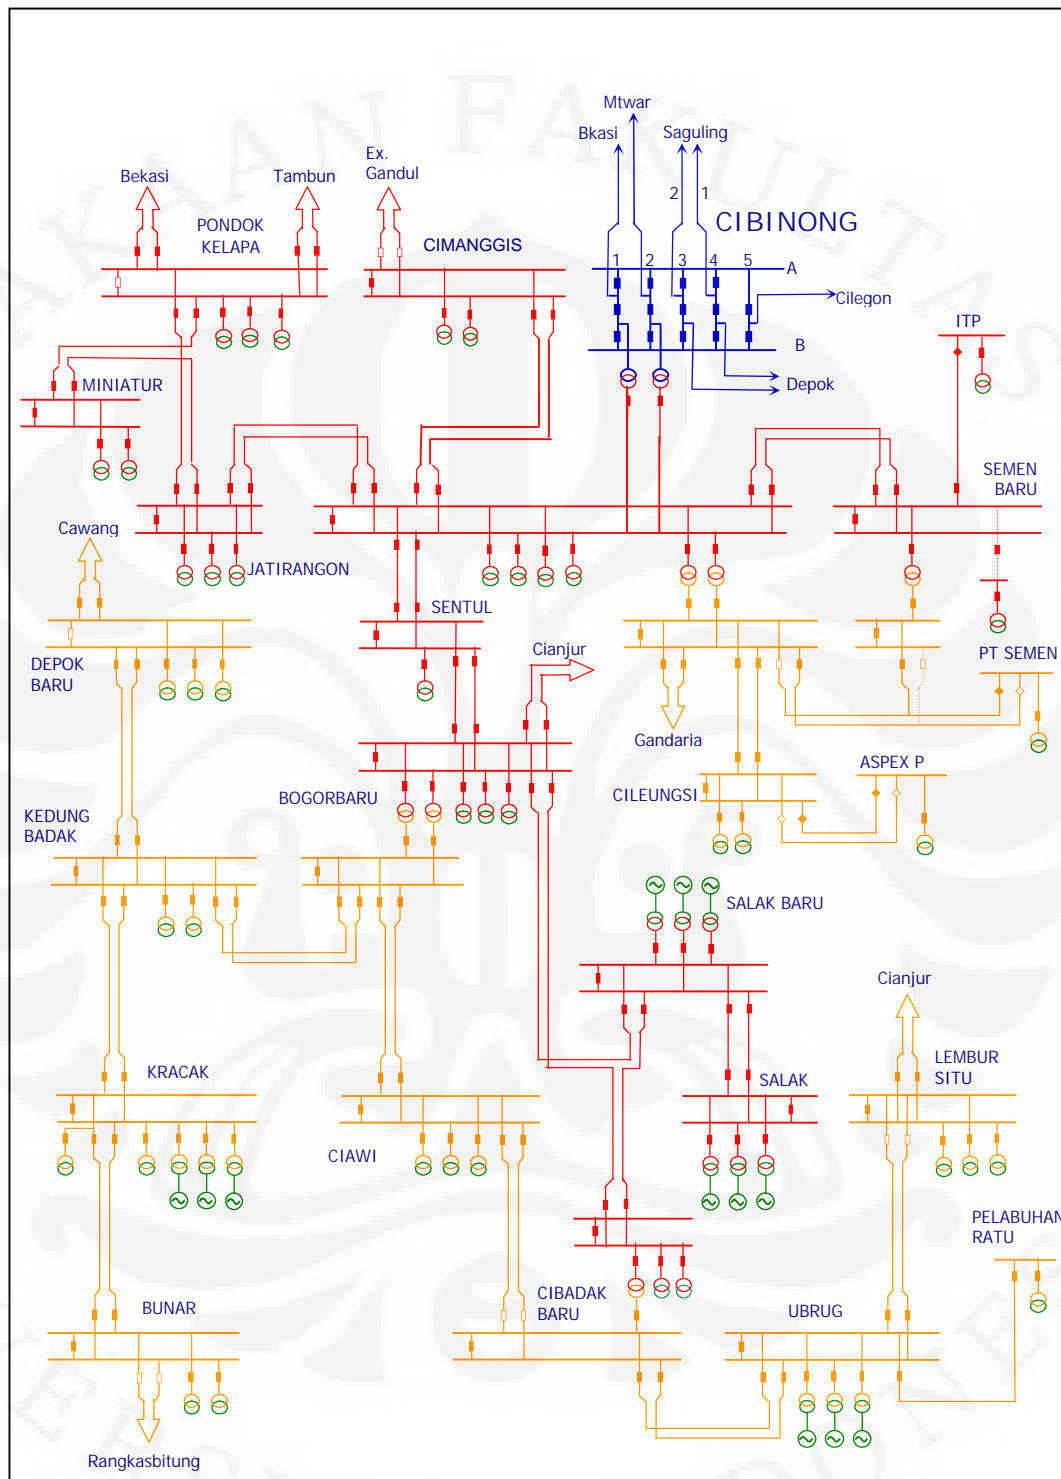 Mtwar
Bkasi
Saguling
Ex.
Gandul
Bekasi
Tambun
2
1
PONDOK
KELAPA
CIMANGGIS
CIBINONG
1
2
3
4
5
A
Cilegon
ITP
B
MINIATUR
Depok
SEMEN
BARU
Cawang
JATIRANGON
SENTUL
Cianjur
DEPOK
BARU
PT SEMEN
Gandaria
ASPEX P
BOGORBARU
CILEUNGSI
KEDUNG
BADAK
SALAK BARU
Cianjur
KRACAK
SALAK
LEMBUR
SITU
CIAWI
PELABUHAN
RATU
CIBADAK
BARU
BUNAR
UBRUG
Rangkasbitung